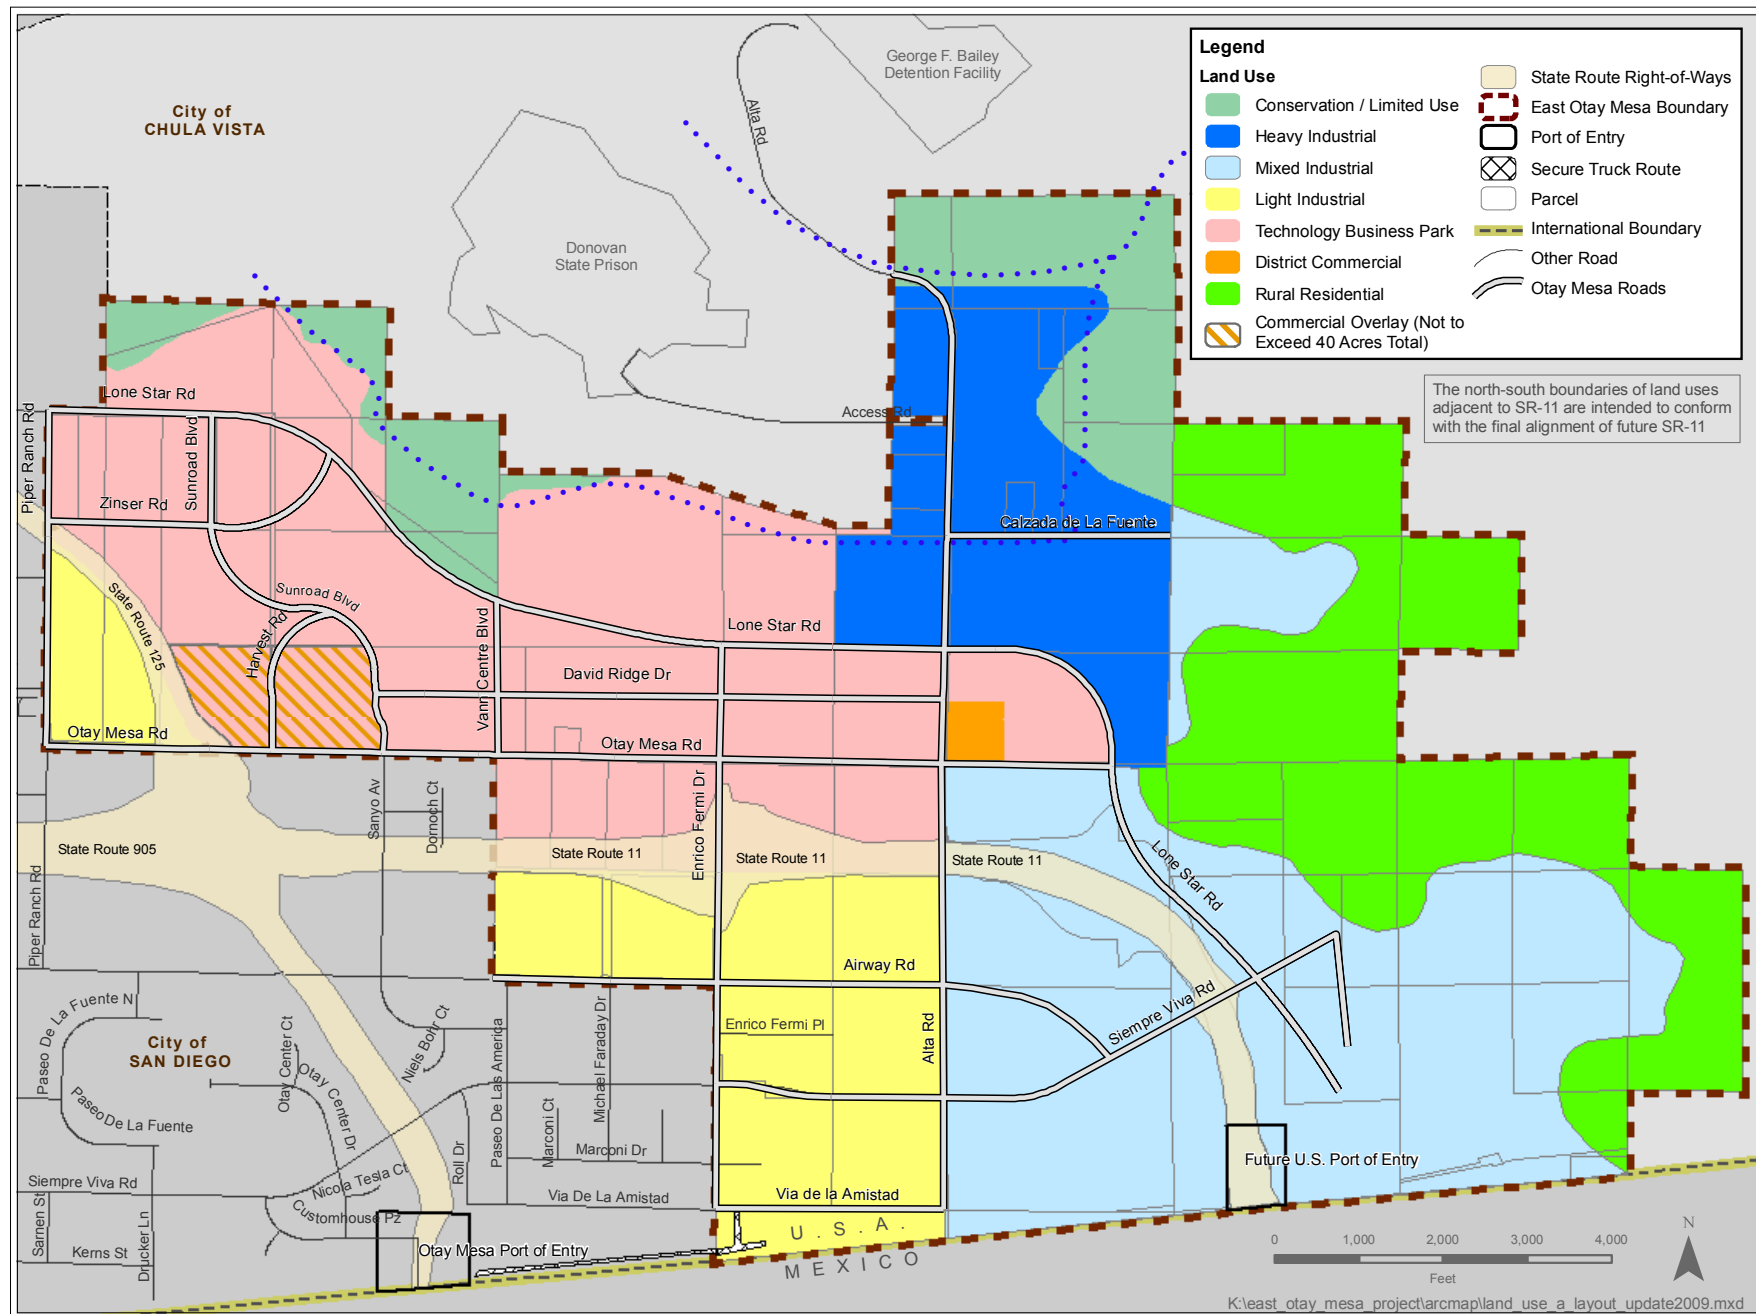 Legend
Land Use
Conservation / Limited Use
Heavy Industrial
Mixed Industrial
Light Industrial
Technology Business Park
District Commercial
Rural Residential
Commercial Overlay (Not to
Exceed 40 Acres Total)
State Route Right-of-Ways
East Otay Mesa Boundary
Port of Entry
Secure Truck Route
Parcel
International Boundary
Other Road
Otay Mesa Roads
The north-south boundaries of land uses
adjacent to SR-11 are intended to conform
with the final alignment of future SR-11
George F. Bailey
Detention Facility
City of
CHULA VISTA
Alta Rd
Donovan
State Prison
Access Rd
Lone Star Rd
Piper Ranch Rd
Sunroad Blvd
Zinser Rd
Calzada de La Fuente
State Route 125
Sunroad Blvd
Harvest Rd
Vann Centre Blvd
Lone Star Rd
David Ridge Dr
Otay Mesa Rd
Otay Mesa Rd
Sanyo Av
Dornoch Ct
Enrico Fermi Dr
State Route 905
State Route 11
State Route 11
State Route 11
Lone Star Rd
Piper Ranch Rd
Airway Rd
Siempre Viva Rd
Paseo De La Fuente N
City of
SAN DIEGO
Otay Center Ct
Otay Center Dr
Niels Bohr Ct
Paseo De Las America
Michael Faraday Dr
Enrico Fermi Pl
Alta Rd
Paseo De La Fuente
Marconi Ct
Marconi Dr
Roll Dr
Siempre Viva Rd
Nicola Tesla Ct
Via De La Amistad
Via de la Amistad
Future U.S. Port of Entry
Sarnen St
Customhouse Pz
Kerns St
Drucker Ln
Otay Mesa Port of Entry
U.S.A.
MEXICO
N
0 1,000 2,000 3,000 4,000
Feet
K:\east_otay_mesa_project\arcmap\land_use_a_layout_update2009.mxd